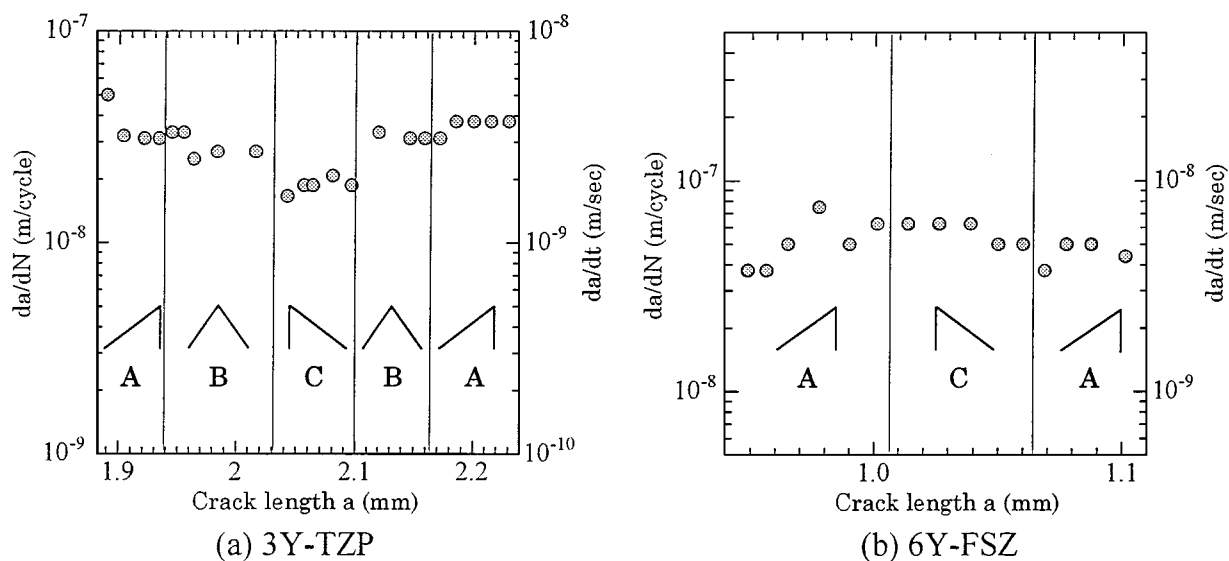 10⁻⁷
10⁻⁸
10⁻⁹
da/dN (m/cycle)
A
B
C
B
A
10⁻⁸
10⁻⁹
10⁻¹⁰
da/dt (m/sec)
1.9
2
2.1
2.2
Crack length a (mm)
(a) 3Y-TZP
10⁻⁷
10⁻⁸
da/dN (m/cycle)
A
C
A
10⁻⁸
10⁻⁹
da/dt (m/sec)
1.0
1.1
Crack length a (mm)
(b) 6Y-FSZ